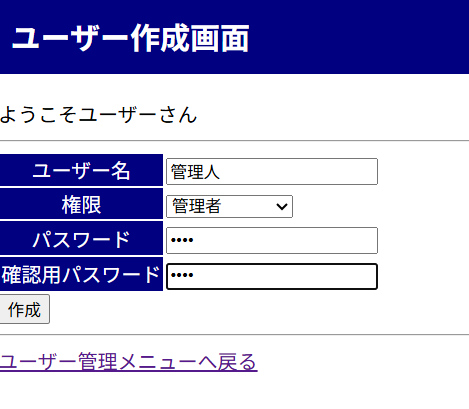 ユーザー作成画面
ようこそユーザーさん
ユーザー名 管理人
権限 管理者
パスワード ••••
確認用パスワード ••••
作成
ユーザー管理メニューへ戻る